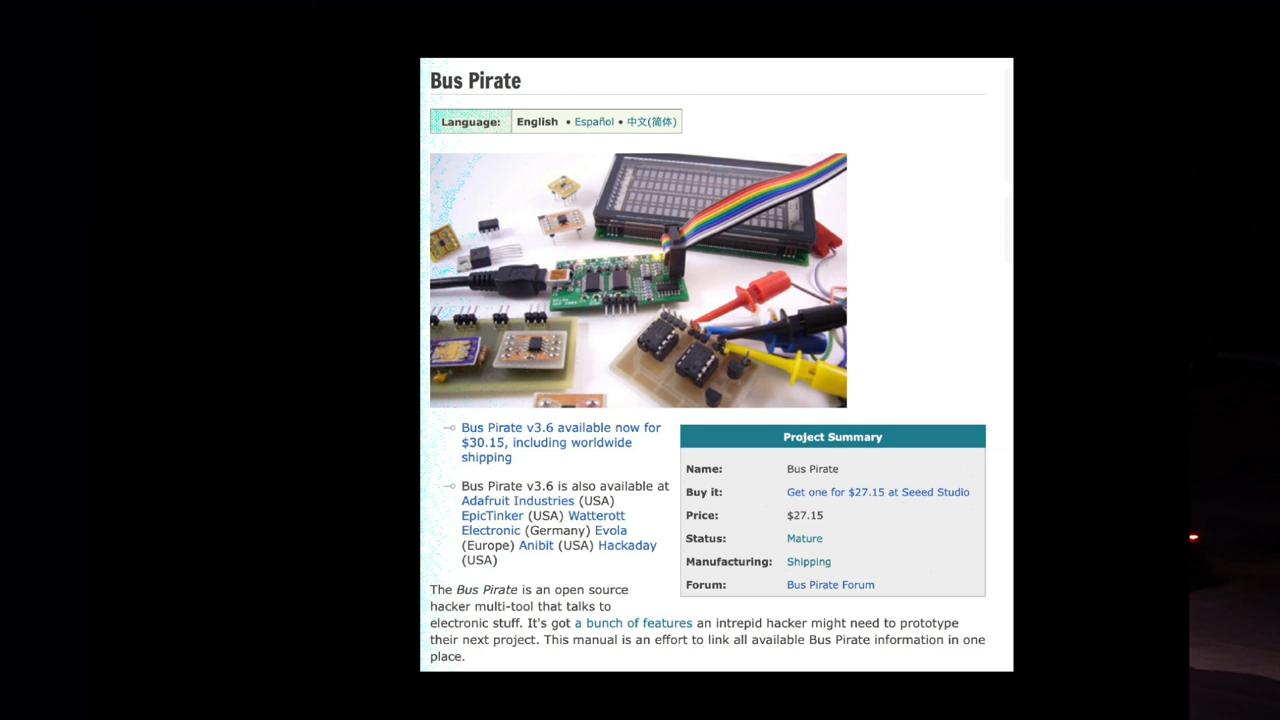 Bus Pirate
Language: English • Español • 中文(简体)
Bus Pirate v3.6 available now for
$30.15, including worldwide
shipping
Bus Pirate v3.6 is also available at
Adafruit Industries (USA)
EpicTinker (USA) Watterott
Electronic (Germany) Evola
(Europe) Anibit (USA) Hackaday
(USA)
Project Summary
Name: Bus Pirate
Buy it: Get one for $27.15 at Seeed Studio
Price: $27.15
Status: Mature
Manufacturing: Shipping
Forum: Bus Pirate Forum
The Bus Pirate is an open source
hacker multi-tool that talks to
electronic stuff. It's got a bunch of features an intrepid hacker might need to prototype
their next project. This manual is an effort to link all available Bus Pirate information in one
place.